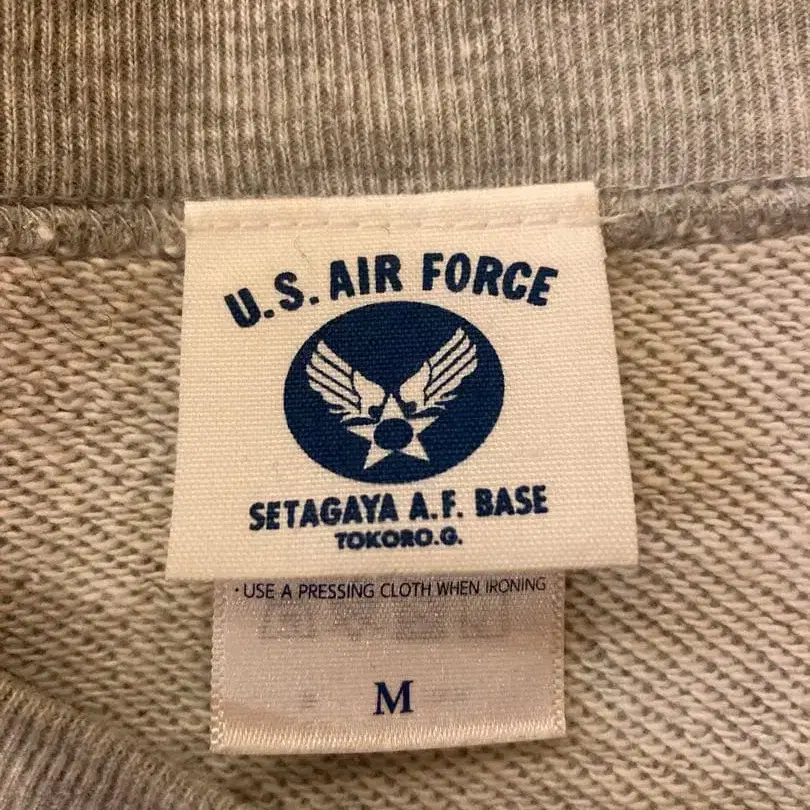 U.S. AIR FORCE
SETAGAYA A.F. BASE
TOKORO.G.
・USE A PRESSING CLOTH WHEN IRONING
M